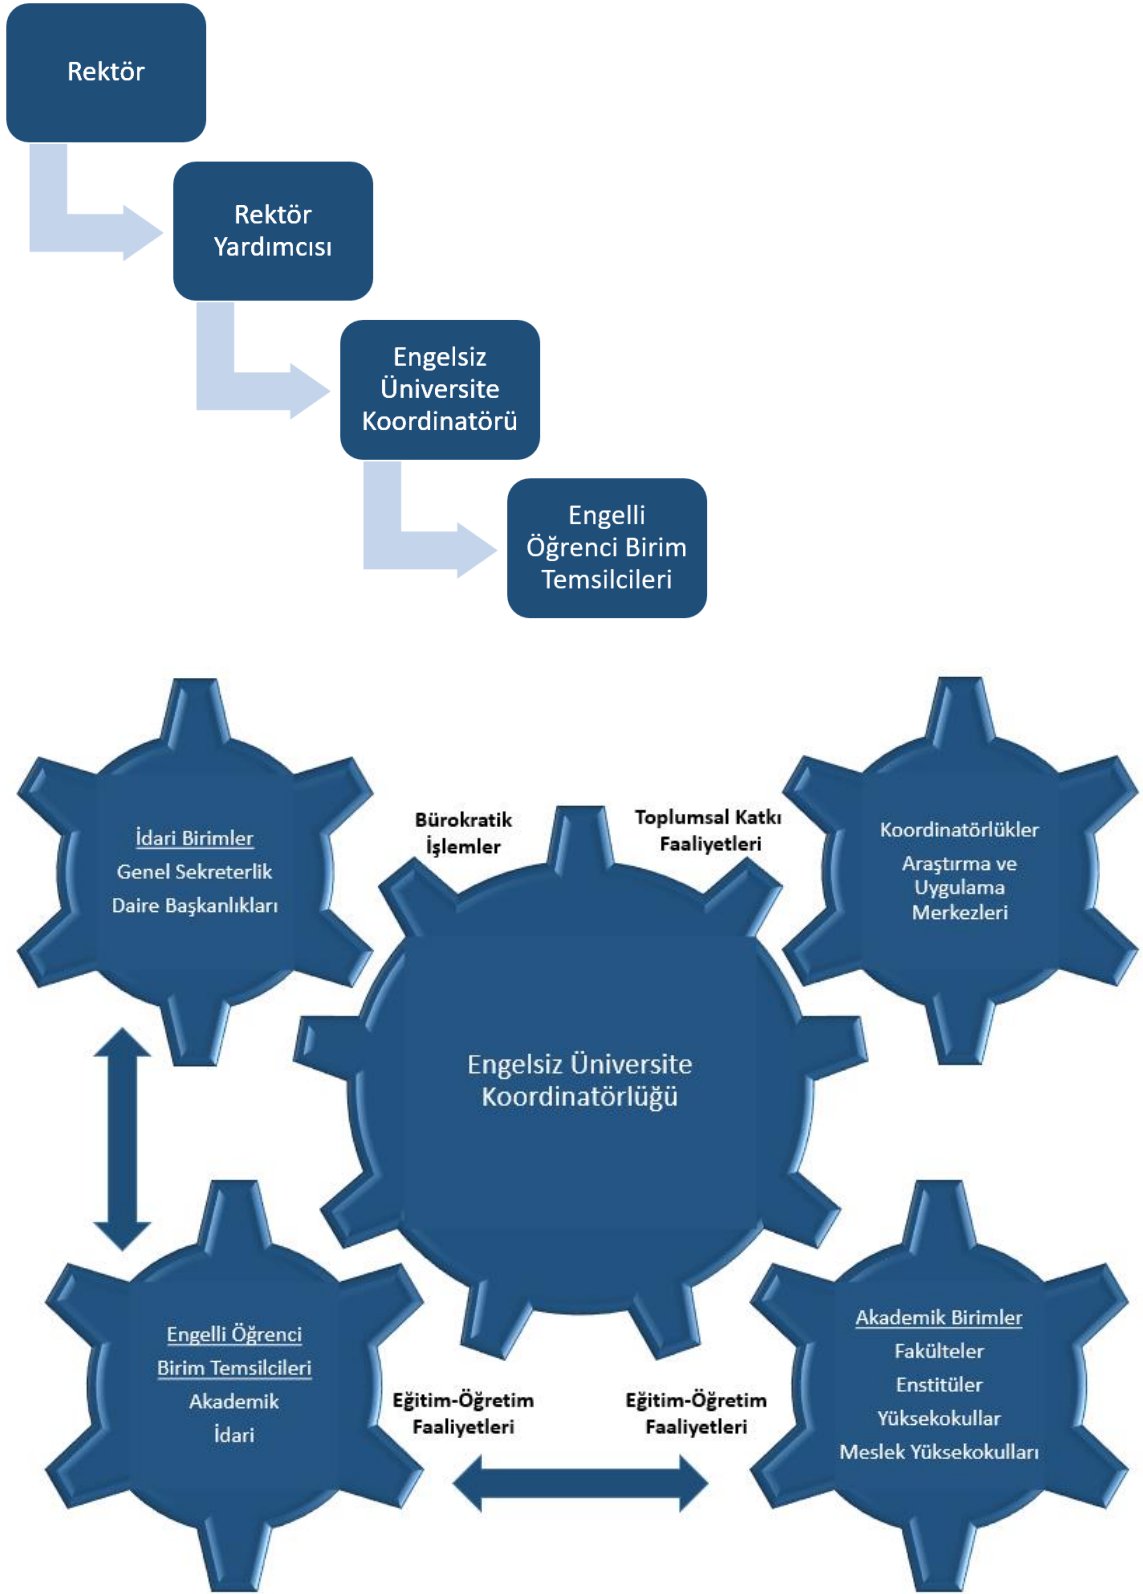 Rektör
Rektör
Yardımcısı
Engelsiz
Üniversite
Koordinatörü
Engelli
Öğrenci Birim
Temsilcileri
İdari Birimler
Genel Sekreterlik
Daire Başkanlıkları
Bürokratik
İşlemler
Toplumsal Katkı
Faaliyetleri
Koordinatörlükler
Araştırma ve
Uygulama
Merkezleri
Engelsiz Üniversite
Koordinatörlüğü
Engelli Öğrenci
Birim Temsilcileri
Akademik
İdari
Eğitim-Öğretim
Faaliyetleri
Eğitim-Öğretim
Faaliyetleri
Akademik Birimler
Fakülteler
Enstitüler
Yüksekokullar
Meslek Yüksekokulları